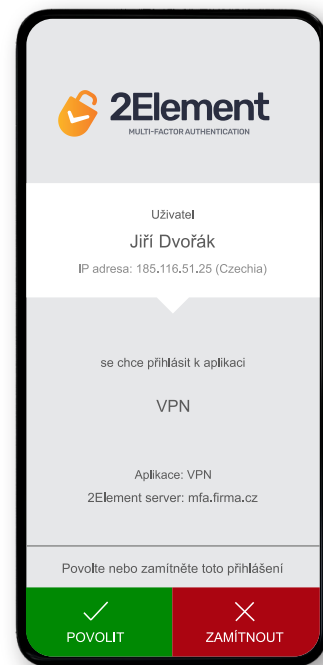 2Element
MULTI-FACTOR AUTHENTICATION
Uživatel
Jiří Dvořák
IP adresa: 185.116.51.25 (Czechia)
se chce přihlásit k aplikaci
VPN
Aplikace: VPN
2Element server: mfa.firma.cz
Povolte nebo zamítněte toto přihlášení
POVOLIT
ZAMÍTNOUT